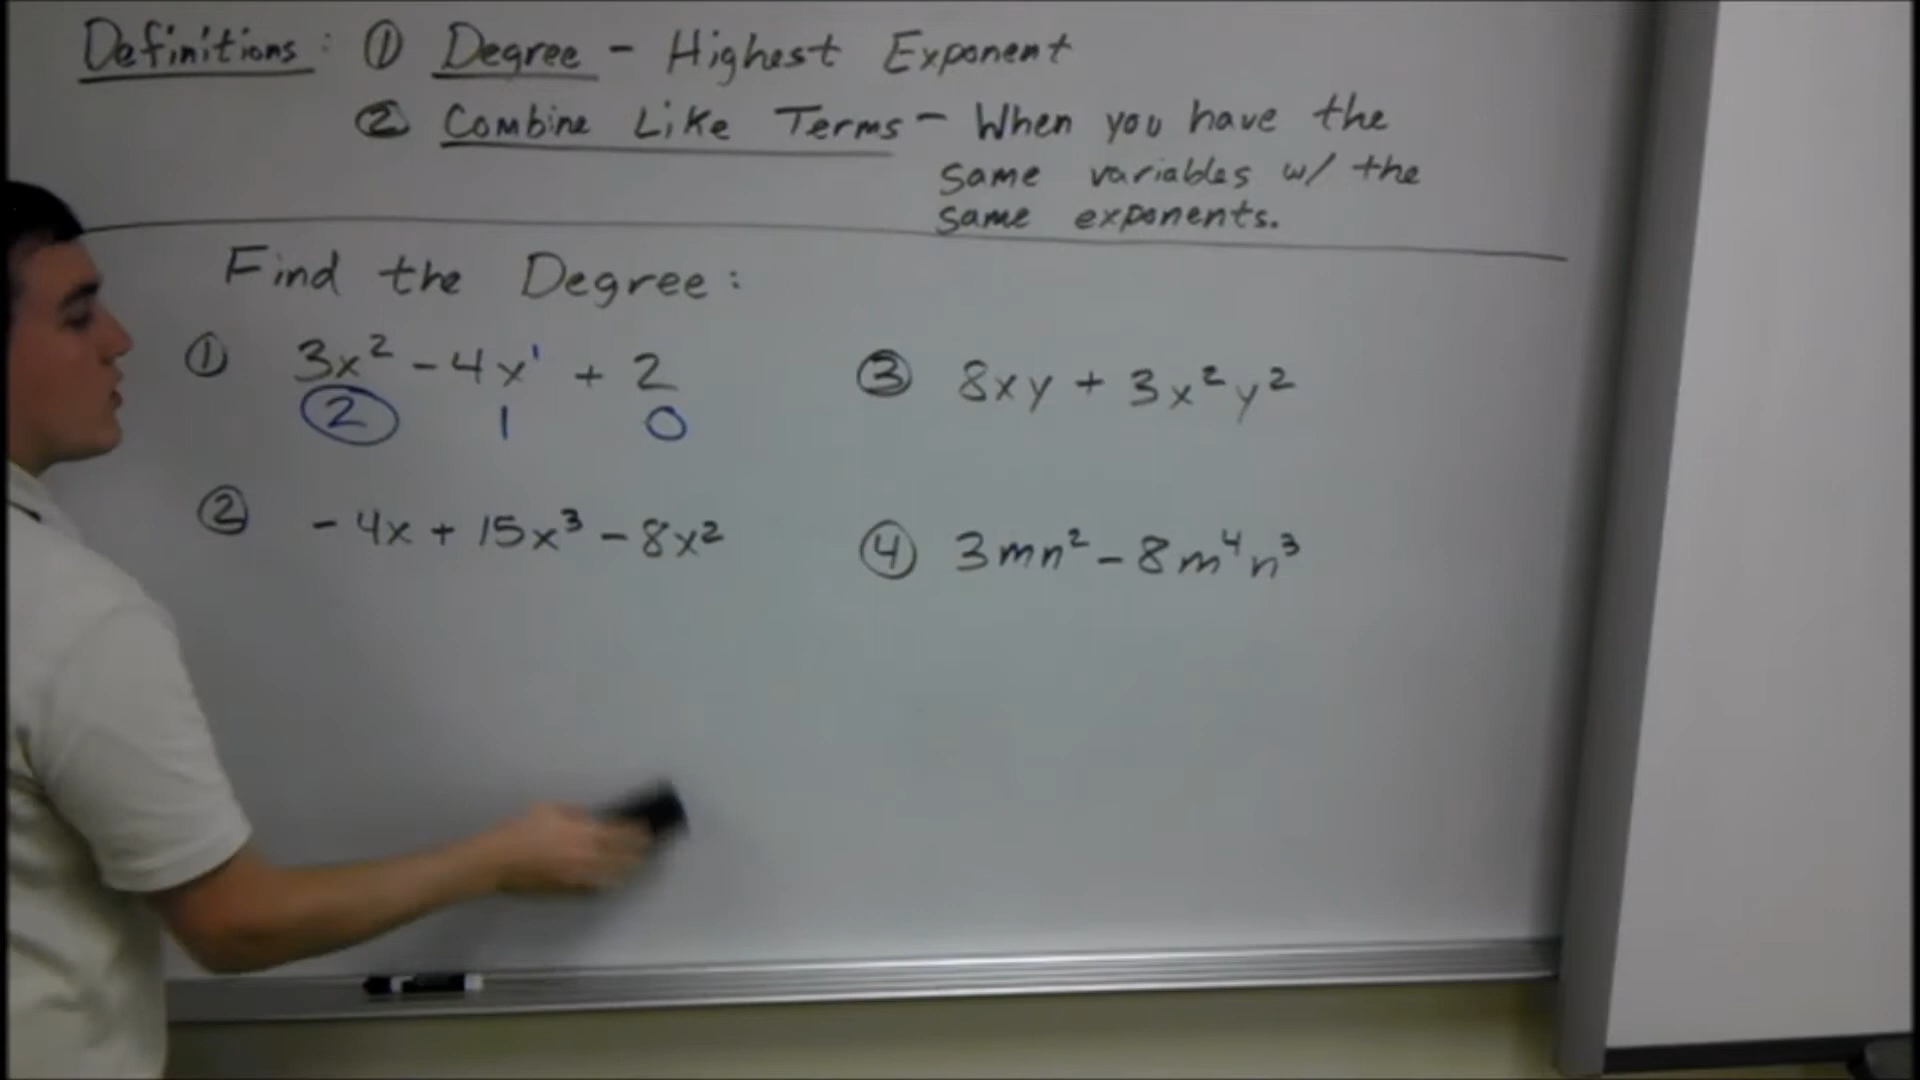 Definitions: ① Degree - Highest Exponent
② Combine Like Terms - When you have the
same variables w/ the
same exponents.
Find the Degree:
① 3x² - 4x¹ + 2
2 1 0
② - 4x + 15x³ - 8x²
③ 8xy + 3x²y²
④ 3mn² - 8m⁴n³